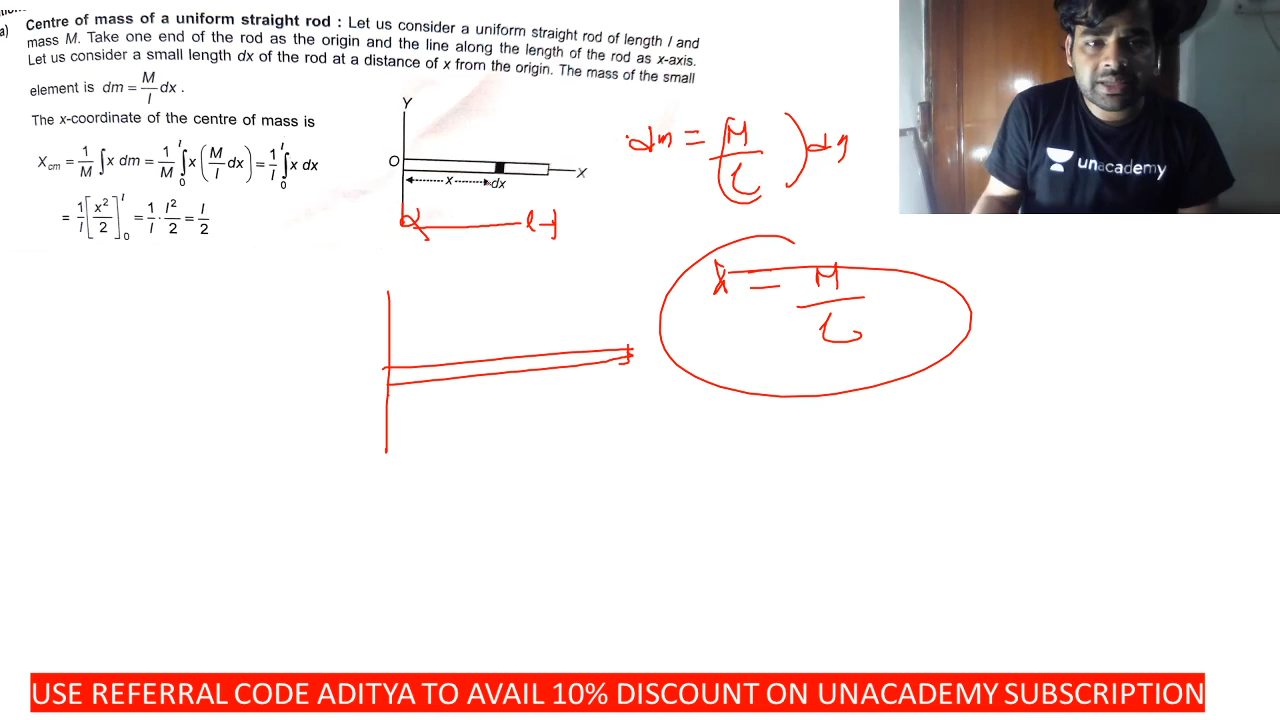 a) Centre of mass of a uniform straight rod : Let us consider a uniform straight rod of length l and
mass M. Take one end of the rod as the origin and the line along the length of the rod as x-axis.
Let us consider a small length dx of the rod at a distance of x from the origin. The mass of the small
element is dm = M/l dx .
The x-coordinate of the centre of mass is
X_cm = 1/M ∫x dm = 1/M ∫_0^l x (M/l dx) = 1/l ∫_0^l x dx
= 1/l [x²/2]_0^l = 1/l · l²/2 = l/2
Y
O
X
x
dx
l
dm = (M/L) dx
= M/L
unacademy
USE REFERRAL CODE ADITYA TO AVAIL 10% DISCOUNT ON UNACADEMY SUBSCRIPTION